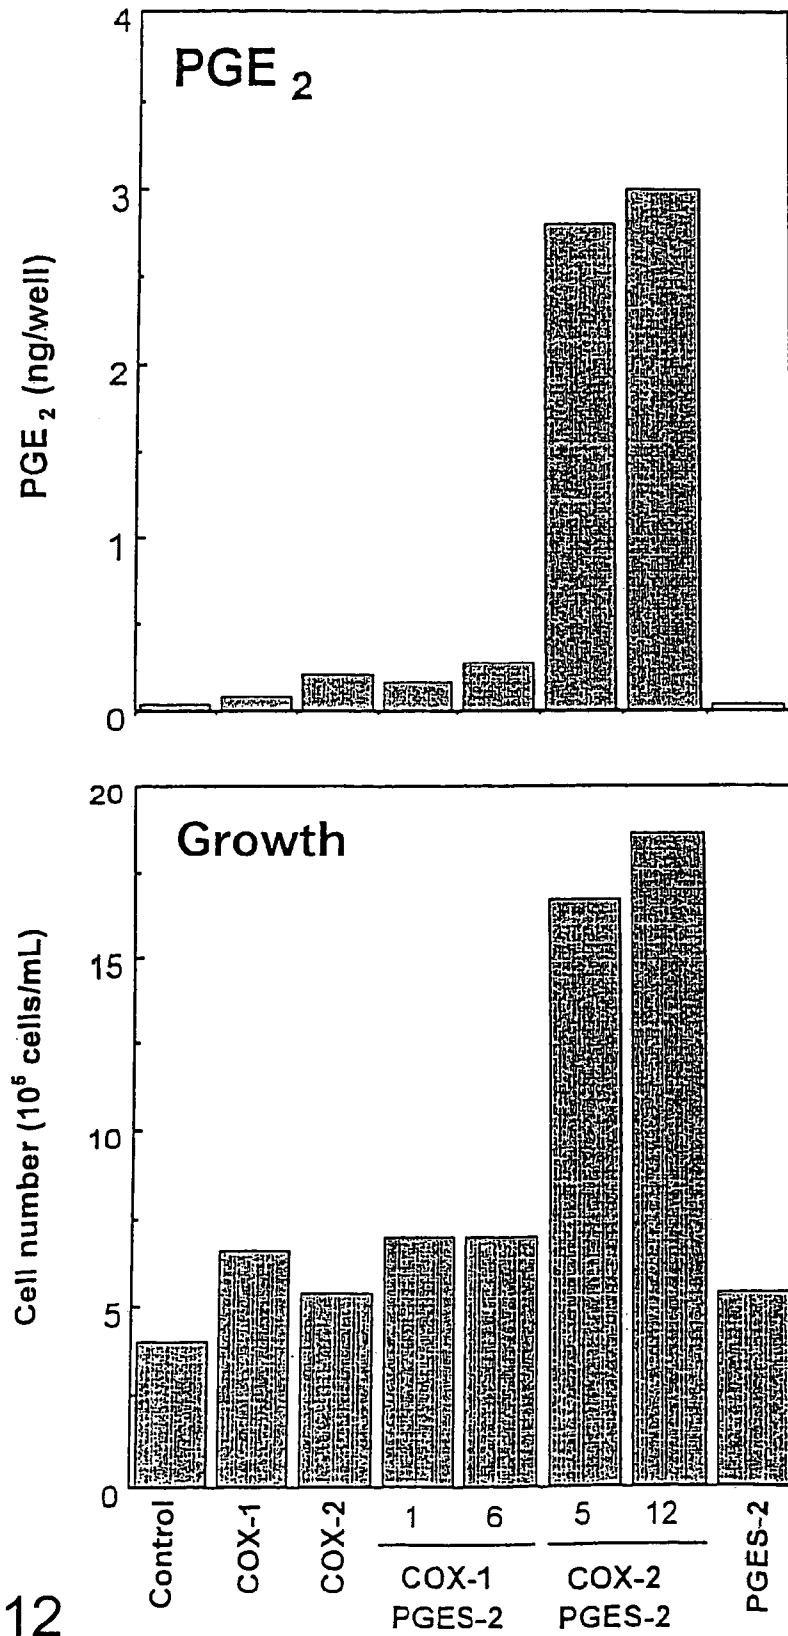 4
PGE 2
3
2
1
0
PGE 2 (ng/well)
20
Growth
15
10
5
0
Cell number (10⁵ cells/mL)
Control
COX-1
COX-2
1 6
COX-1
PGES-2
5 12
COX-2
PGES-2
PGES-2
12